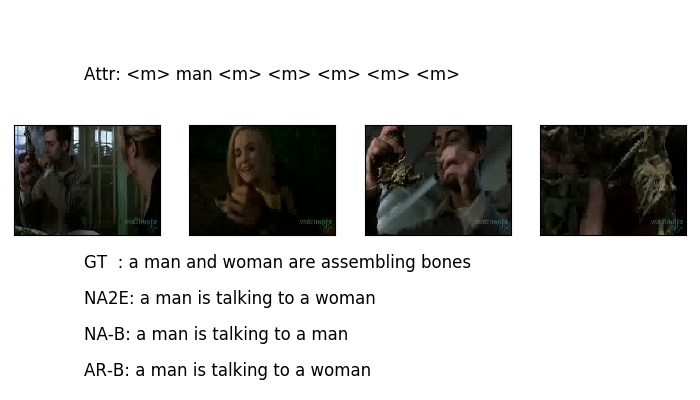 Attr: <m> man <m> <m> <m> <m> <m>
GT  : a man and woman are assembling bones
NA2E: a man is talking to a woman
NA-B: a man is talking to a man
AR-B: a man is talking to a woman